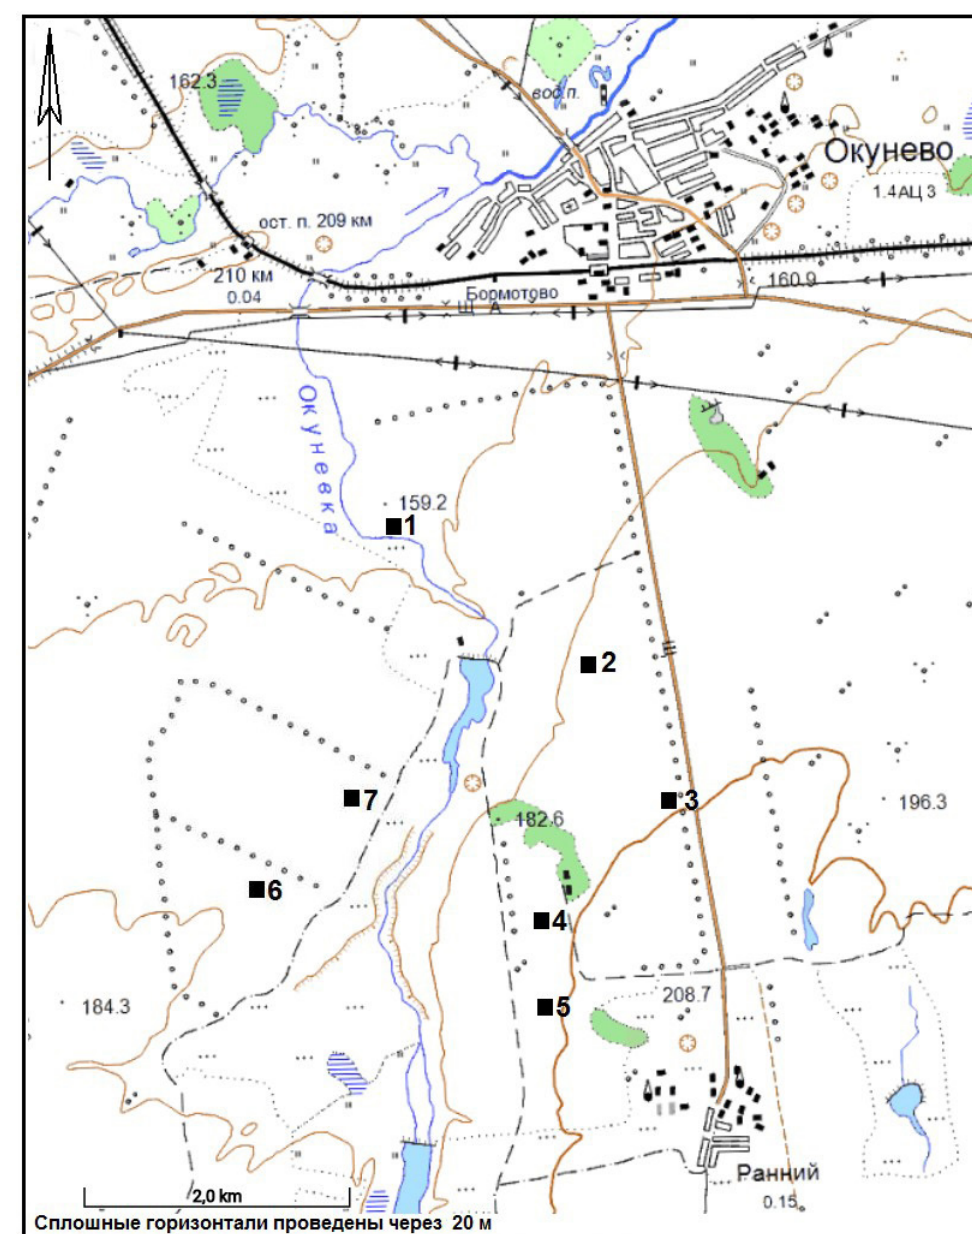 162.3
вод п.
2
Окунево
1.4АЦ 3
ост. п. 209 км
210 км
0.04
Бормотово
160.9
Щ А
Окуневка
159.2
1
2
7
3
182.6
196.3
6
4
184.3
5
208.7
Ранний
0.15
2,0 km
Сплошные горизонтали проведены через 20 м